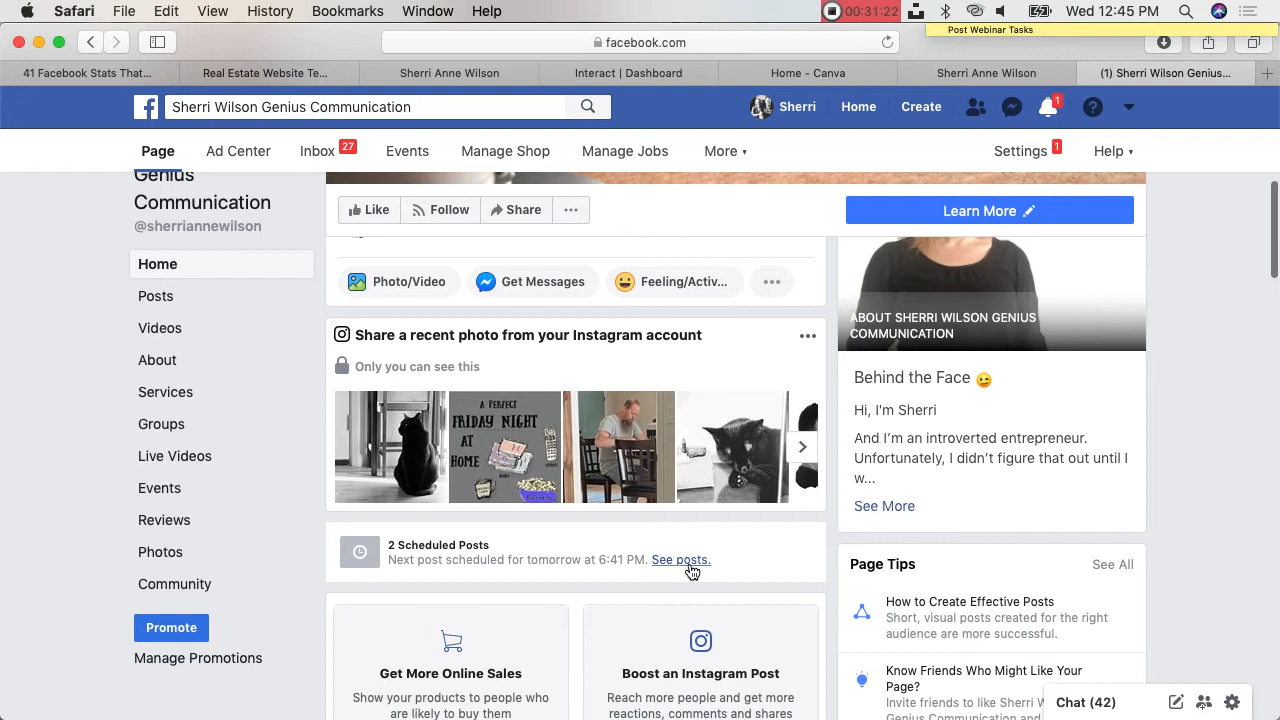 Safari File Edit View History Bookmarks Window Help 00:31:22 Wed 12:45 PM
Post Webinar Tasks
facebook.com
41 Facebook Stats That... Real Estate Website Te... Sherri Anne Wilson Interact | Dashboard Home - Canva Sherri Anne Wilson (1) Sherri Wilson Genius...
Sherri Wilson Genius Communication Sherri Home Create 1
Page Ad Center Inbox 27 Events Manage Shop Manage Jobs More Settings 1 Help
Genius
Communication
@sherriannewilson
Home
Posts
Videos
About
Services
Groups
Live Videos
Events
Reviews
Photos
Community
Promote
Manage Promotions
Like Follow Share ... Learn More
Photo/Video Get Messages Feeling/Activ... ...
Share a recent photo from your Instagram account ...
Only you can see this
A PERFECT
FRIDAY NIGHT
AT
HOME
2 Scheduled Posts
Next post scheduled for tomorrow at 6:41 PM. See posts.
Get More Online Sales
Show your products to people who
are likely to buy them
Boost an Instagram Post
Reach more people and get more
reactions, comments and shares
ABOUT SHERRI WILSON GENIUS
COMMUNICATION
Behind the Face 😉
Hi, I'm Sherri
And I'm an introverted entrepreneur.
Unfortunately, I didn't figure that out until I
w...
See More
Page Tips See All
How to Create Effective Posts
Short, visual posts created for the right
audience are more successful.
Know Friends Who Might Like Your
Page?
Invite friends to like Sherri W
Genius Communication and
Chat (42)